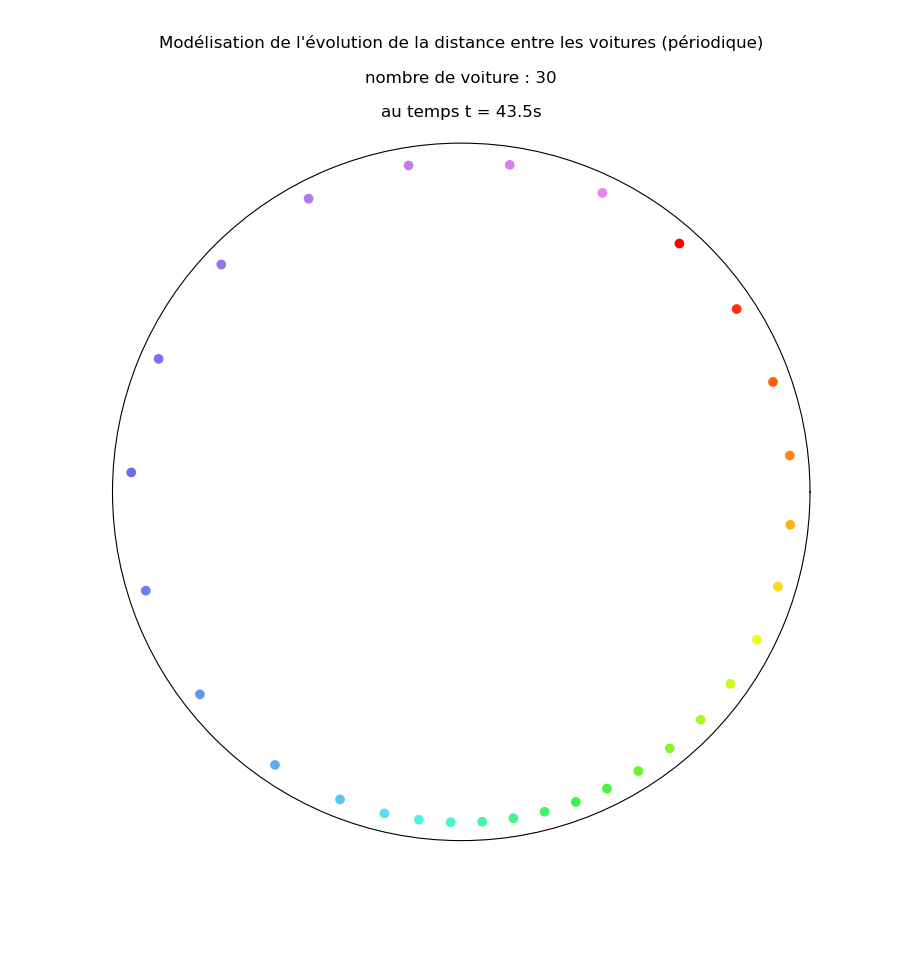 Modélisation de l'évolution de la distance entre les voitures (périodique)
nombre de voiture : 30
au temps t = 43.5s